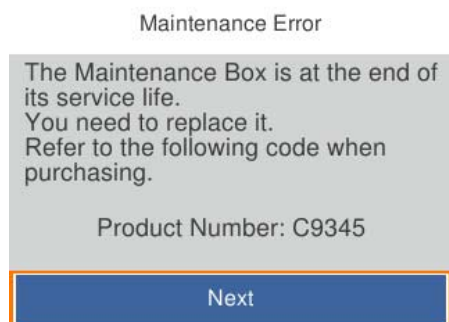 Maintenance Error
The Maintenance Box is at the end of
its service life.
You need to replace it.
Refer to the following code when
purchasing.
Product Number: C9345
Next